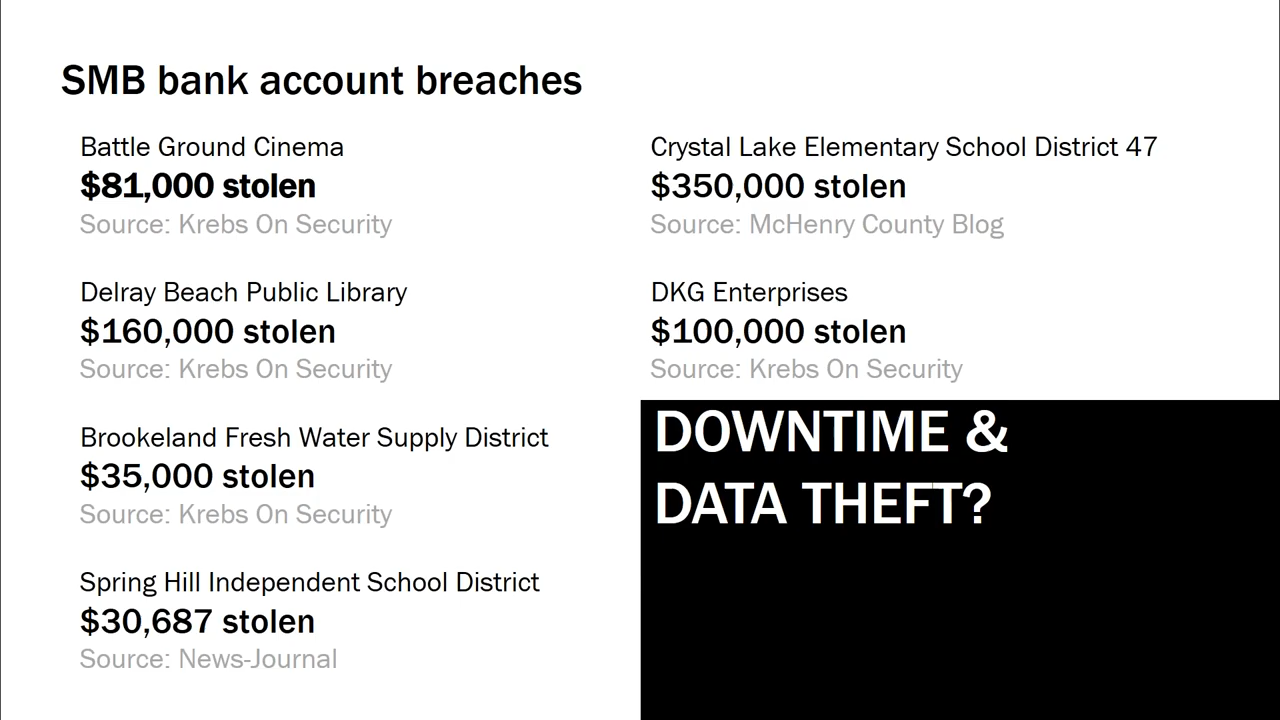 SMB bank account breaches
Battle Ground Cinema
$81,000 stolen
Source: Krebs On Security
Delray Beach Public Library
$160,000 stolen
Source: Krebs On Security
Brookeland Fresh Water Supply District
$35,000 stolen
Source: Krebs On Security
Spring Hill Independent School District
$30,687 stolen
Source: News-Journal
Crystal Lake Elementary School District 47
$350,000 stolen
Source: McHenry County Blog
DKG Enterprises
$100,000 stolen
Source: Krebs On Security
DOWNTIME &
DATA THEFT?